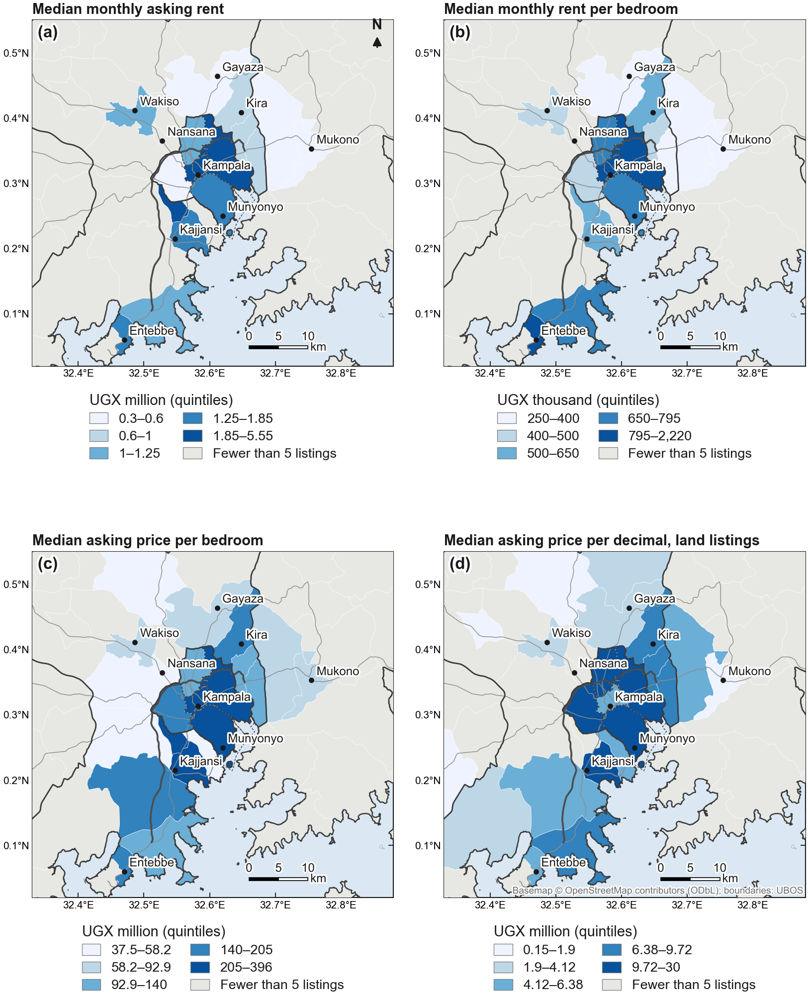 Median monthly asking rent
(a)
N
0.5°N
0.4°N
0.3°N
0.2°N
0.1°N
Gayaza
Wakiso
Kira
Nansana
Mukono
Kampala
Munyonyo
Kajjansi
Entebbe
0 5 10
km
32.4°E 32.5°E 32.6°E 32.7°E 32.8°E
UGX million (quintiles)
0.3–0.6
0.6–1
1–1.25
1.25–1.85
1.85–5.55
Fewer than 5 listings
Median monthly rent per bedroom
(b)
0.5°N
0.4°N
0.3°N
0.2°N
0.1°N
Gayaza
Wakiso
Kira
Nansana
Mukono
Kampala
Munyonyo
Kajjansi
Entebbe
0 5 10
km
32.4°E 32.5°E 32.6°E 32.7°E 32.8°E
UGX thousand (quintiles)
250–400
400–500
500–650
650–795
795–2,220
Fewer than 5 listings
Median asking price per bedroom
(c)
0.5°N
0.4°N
0.3°N
0.2°N
0.1°N
Gayaza
Wakiso
Kira
Nansana
Mukono
Kampala
Munyonyo
Kajjansi
Entebbe
0 5 10
km
32.4°E 32.5°E 32.6°E 32.7°E 32.8°E
UGX million (quintiles)
37.5–58.2
58.2–92.9
92.9–140
140–205
205–396
Fewer than 5 listings
Median asking price per decimal, land listings
(d)
0.5°N
0.4°N
0.3°N
0.2°N
0.1°N
Gayaza
Wakiso
Kira
Nansana
Mukono
Kampala
Munyonyo
Kajjansi
Entebbe
0 5 10
km
Basemap © OpenStreetMap contributors (ODbL); boundaries: UBOS
32.4°E 32.5°E 32.6°E 32.7°E 32.8°E
UGX million (quintiles)
0.15–1.9
1.9–4.12
4.12–6.38
6.38–9.72
9.72–30
Fewer than 5 listings